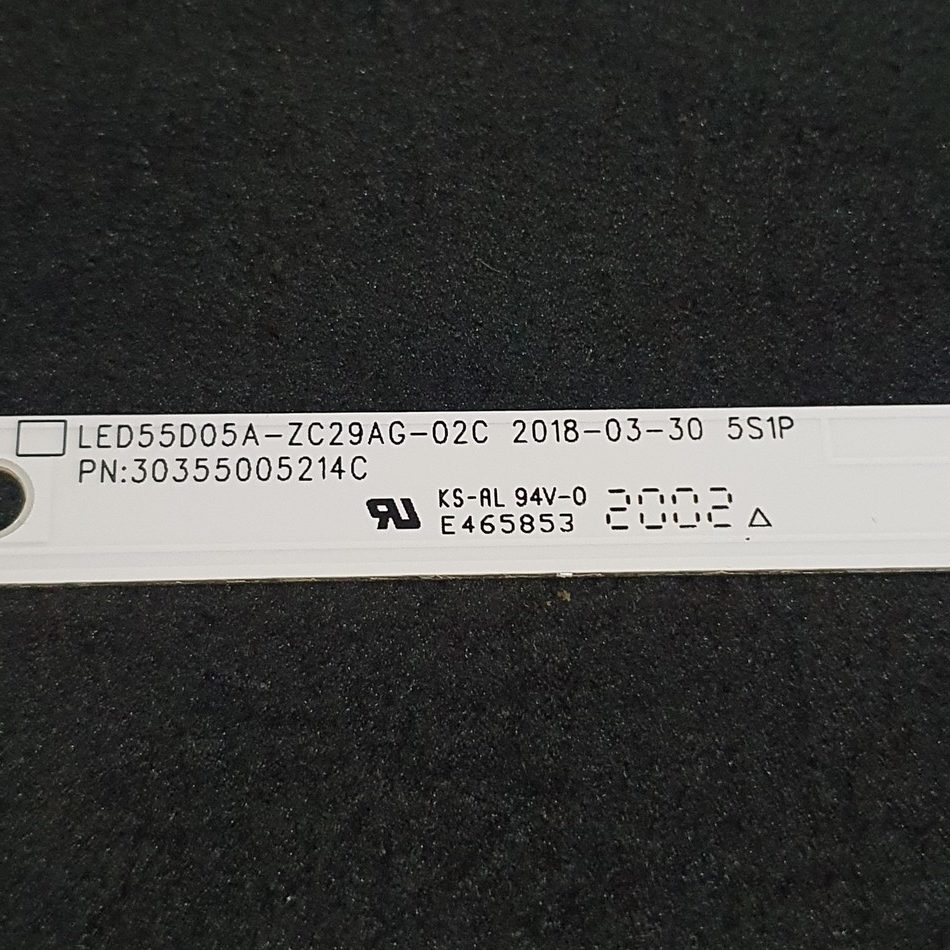 LED55D05A-ZC29AG-02C 2018-03-30 5S1P
PN:30355005214C
KS-AL 94V-0
E465853 2002